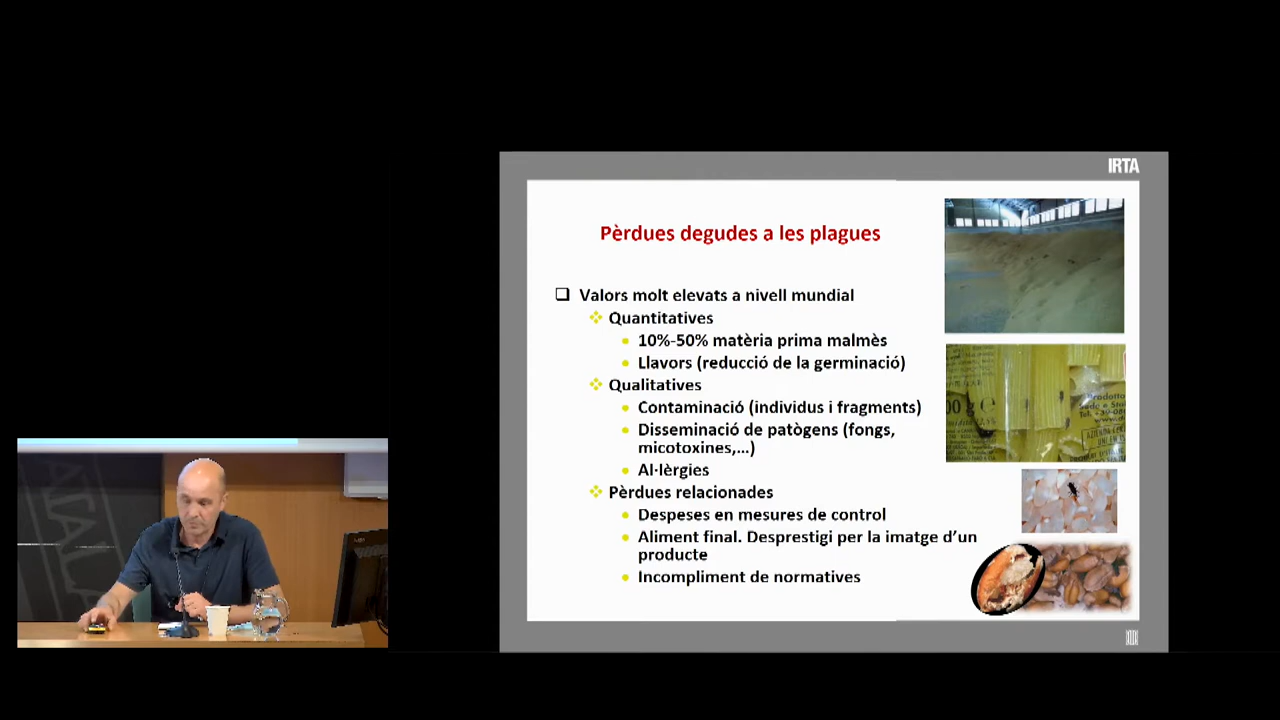 IRTA
Pèrdues degudes a les plagues
Valors molt elevats a nivell mundial
Quantitatives
10%-50% matèria prima malmès
Llavors (reducció de la germinació)
Qualitatives
Contaminació (individus i fragments)
Disseminació de patògens (fongs,
micotoxines,...)
Al·lèrgies
Pèrdues relacionades
Despeses en mesures de control
Aliment final. Desprestigi per la imatge d'un
producte
Incompliment de normatives